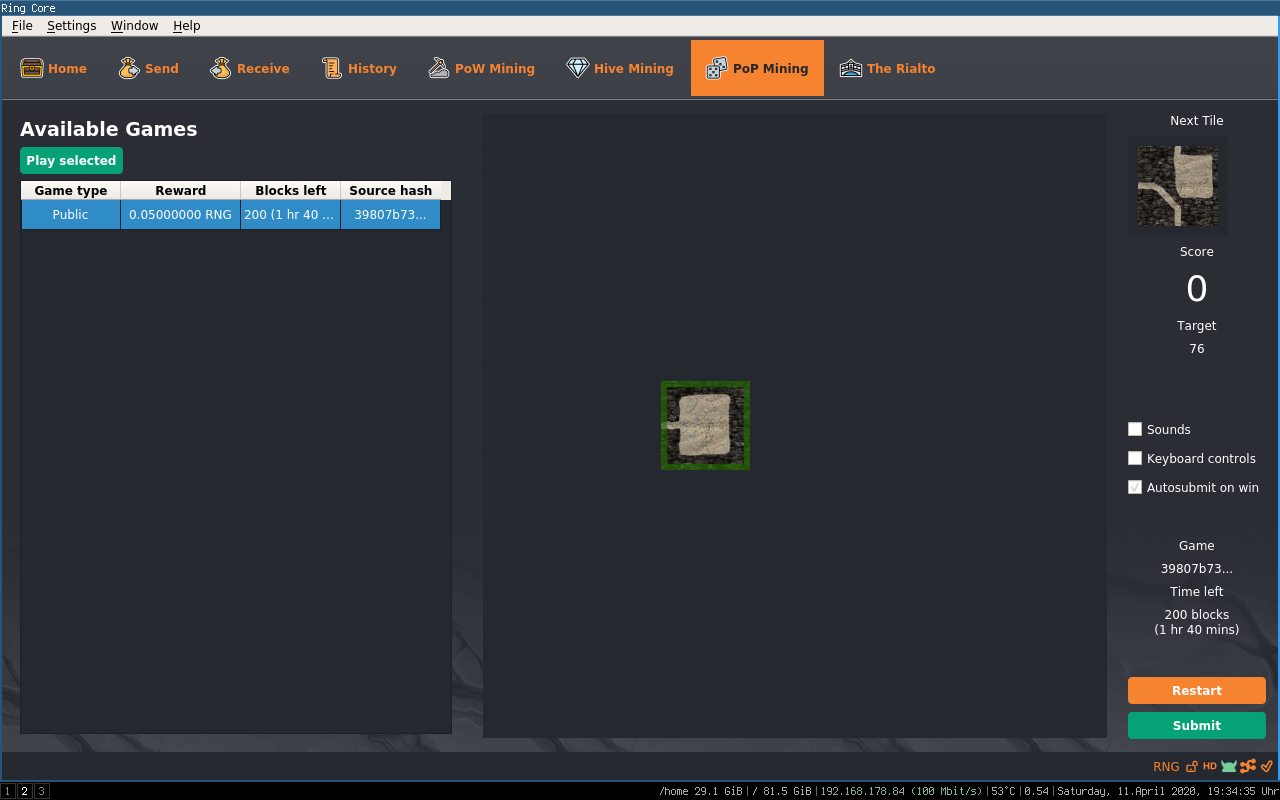 Ring Core
File Settings Window Help
Home Send Receive History PoW Mining Hive Mining PoP Mining The Rialto
Available Games
Play selected
Game type Reward Blocks left Source hash
Public 0.05000000 RNG 200 (1 hr 40 ... 39807b73...
Next Tile
Score
0
Target
76
Sounds
Keyboard controls
Autosubmit on win
Game
39807b73...
Time left
200 blocks
(1 hr 40 mins)
Restart
Submit
RNG HD
1 2 3 /home 29.1 GiB|/ 81.5 GiB|192.168.178.84 (100 Mbit/s)|53°C|0.54|Saturday, 11.April 2020, 19:34:35 Uhr